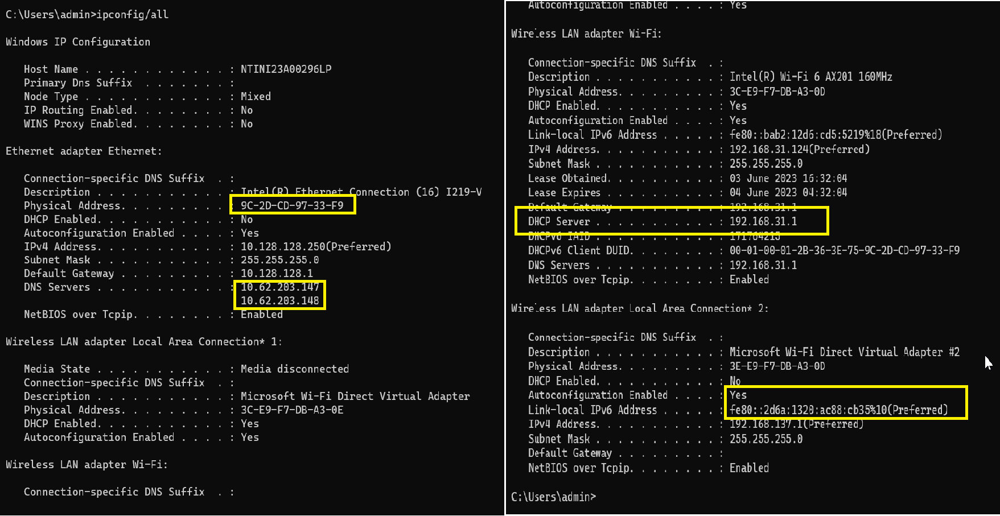 C:\Users\admin>ipconfig/all
Windows IP Configuration
Host Name . . . . . . . . . . . . : NTINI23A00296LP
Primary Dns Suffix  . . . . . . . :
Node Type . . . . . . . . . . . . : Mixed
IP Routing Enabled. . . . . . . . : No
WINS Proxy Enabled. . . . . . . . : No
Ethernet adapter Ethernet:
Connection-specific DNS Suffix  . :
Description . . . . . . . . . . . : Intel(R) Ethernet Connection (16) I219-V
Physical Address. . . . . . . . . : 9C-2D-CD-97-33-F9
DHCP Enabled. . . . . . . . . . . : No
Autoconfiguration Enabled . . . . : Yes
IPv4 Address. . . . . . . . . . . : 10.128.128.250(Preferred)
Subnet Mask . . . . . . . . . . . : 255.255.255.0
Default Gateway . . . . . . . . . : 10.128.128.1
DNS Servers . . . . . . . . . . . : 10.62.203.147
10.62.203.148
NetBIOS over Tcpip. . . . . . . . : Enabled
Wireless LAN adapter Local Area Connection* 1:
Media State . . . . . . . . . . . : Media disconnected
Connection-specific DNS Suffix  . :
Description . . . . . . . . . . . : Microsoft Wi-Fi Direct Virtual Adapter
Physical Address. . . . . . . . . : 3C-E9-F7-DB-A3-0E
DHCP Enabled. . . . . . . . . . . : Yes
Autoconfiguration Enabled . . . . : Yes
Wireless LAN adapter Wi-Fi:
Connection-specific DNS Suffix  . :
Autoconfiguration Enabled . . . . : Yes
Wireless LAN adapter Wi-Fi:
Connection-specific DNS Suffix  . :
Description . . . . . . . . . . . : Intel(R) Wi-Fi 6 AX201 160MHz
Physical Address. . . . . . . . . : 3C-E9-F7-DB-A3-0D
DHCP Enabled. . . . . . . . . . . : Yes
Autoconfiguration Enabled . . . . : Yes
Link-local IPv6 Address . . . . . : fe80::bab2:12d6:cd5:5219%18(Preferred)
IPv4 Address. . . . . . . . . . . : 192.168.31.124(Preferred)
Subnet Mask . . . . . . . . . . . : 255.255.255.0
Lease Obtained. . . . . . . . . . : 03 June 2023 16:32:04
Lease Expires . . . . . . . . . . : 04 June 2023 04:32:04
Default Gateway . . . . . . . . . : 192.168.31.1
DHCP Server . . . . . . . . . . . : 192.168.31.1
DHCPv6 IAID . . . . . . . . . . . : 171764215
DHCPv6 Client DUID. . . . . . . . : 00-01-00-01-2B-36-3E-75-9C-2D-CD-97-33-F9
DNS Servers . . . . . . . . . . . : 192.168.31.1
NetBIOS over Tcpip. . . . . . . . : Enabled
Wireless LAN adapter Local Area Connection* 2:
Connection-specific DNS Suffix  . :
Description . . . . . . . . . . . : Microsoft Wi-Fi Direct Virtual Adapter #2
Physical Address. . . . . . . . . : 3E-E9-F7-DB-A3-0D
DHCP Enabled. . . . . . . . . . . : No
Autoconfiguration Enabled . . . . : Yes
Link-local IPv6 Address . . . . . : fe80::2d6a:1320:ac88:cb35%10(Preferred)
IPv4 Address. . . . . . . . . . . : 192.168.137.1(Preferred)
Subnet Mask . . . . . . . . . . . : 255.255.255.0
Default Gateway . . . . . . . . . :
NetBIOS over Tcpip. . . . . . . . : Enabled
C:\Users\admin>